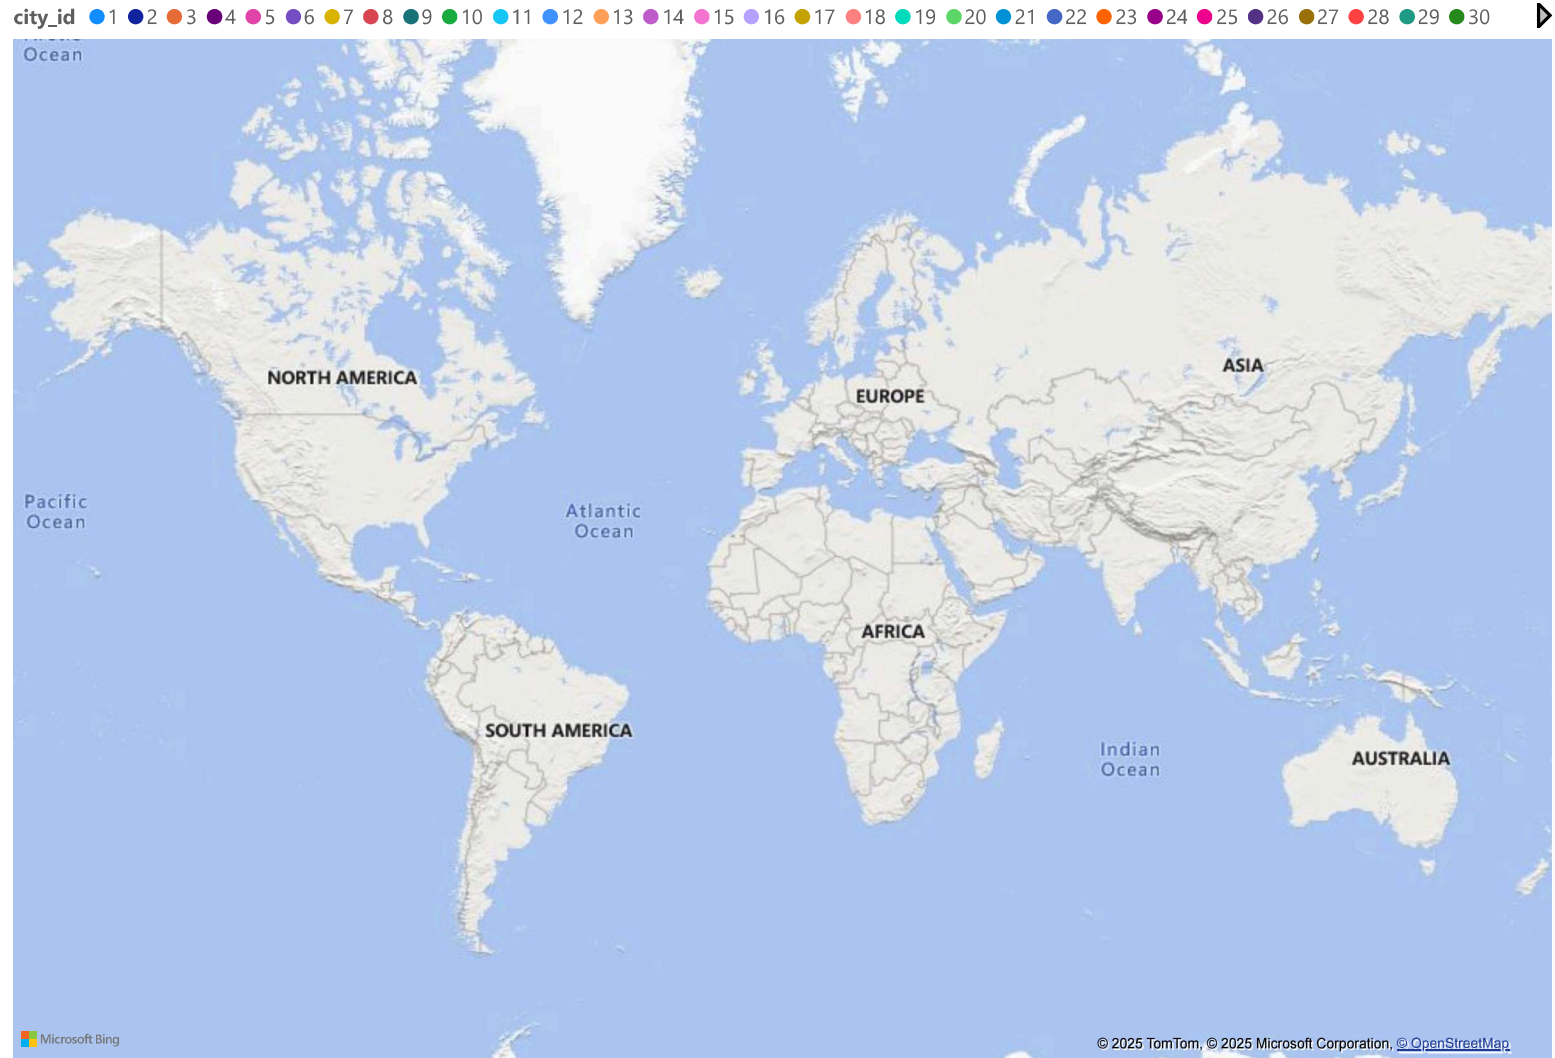 city_id 1 2 3 4 5 6 7 8 9 10 11 12 13 14 15 16 17 18 19 20 21 22 23 24 25 26 27 28 29 30
Ocean
NORTH AMERICA
ASIA
EUROPE
Pacific
Ocean
Atlantic
Ocean
AFRICA
SOUTH AMERICA
Indian
Ocean
AUSTRALIA
Microsoft Bing
© 2025 TomTom, © 2025 Microsoft Corporation, © OpenStreetMap